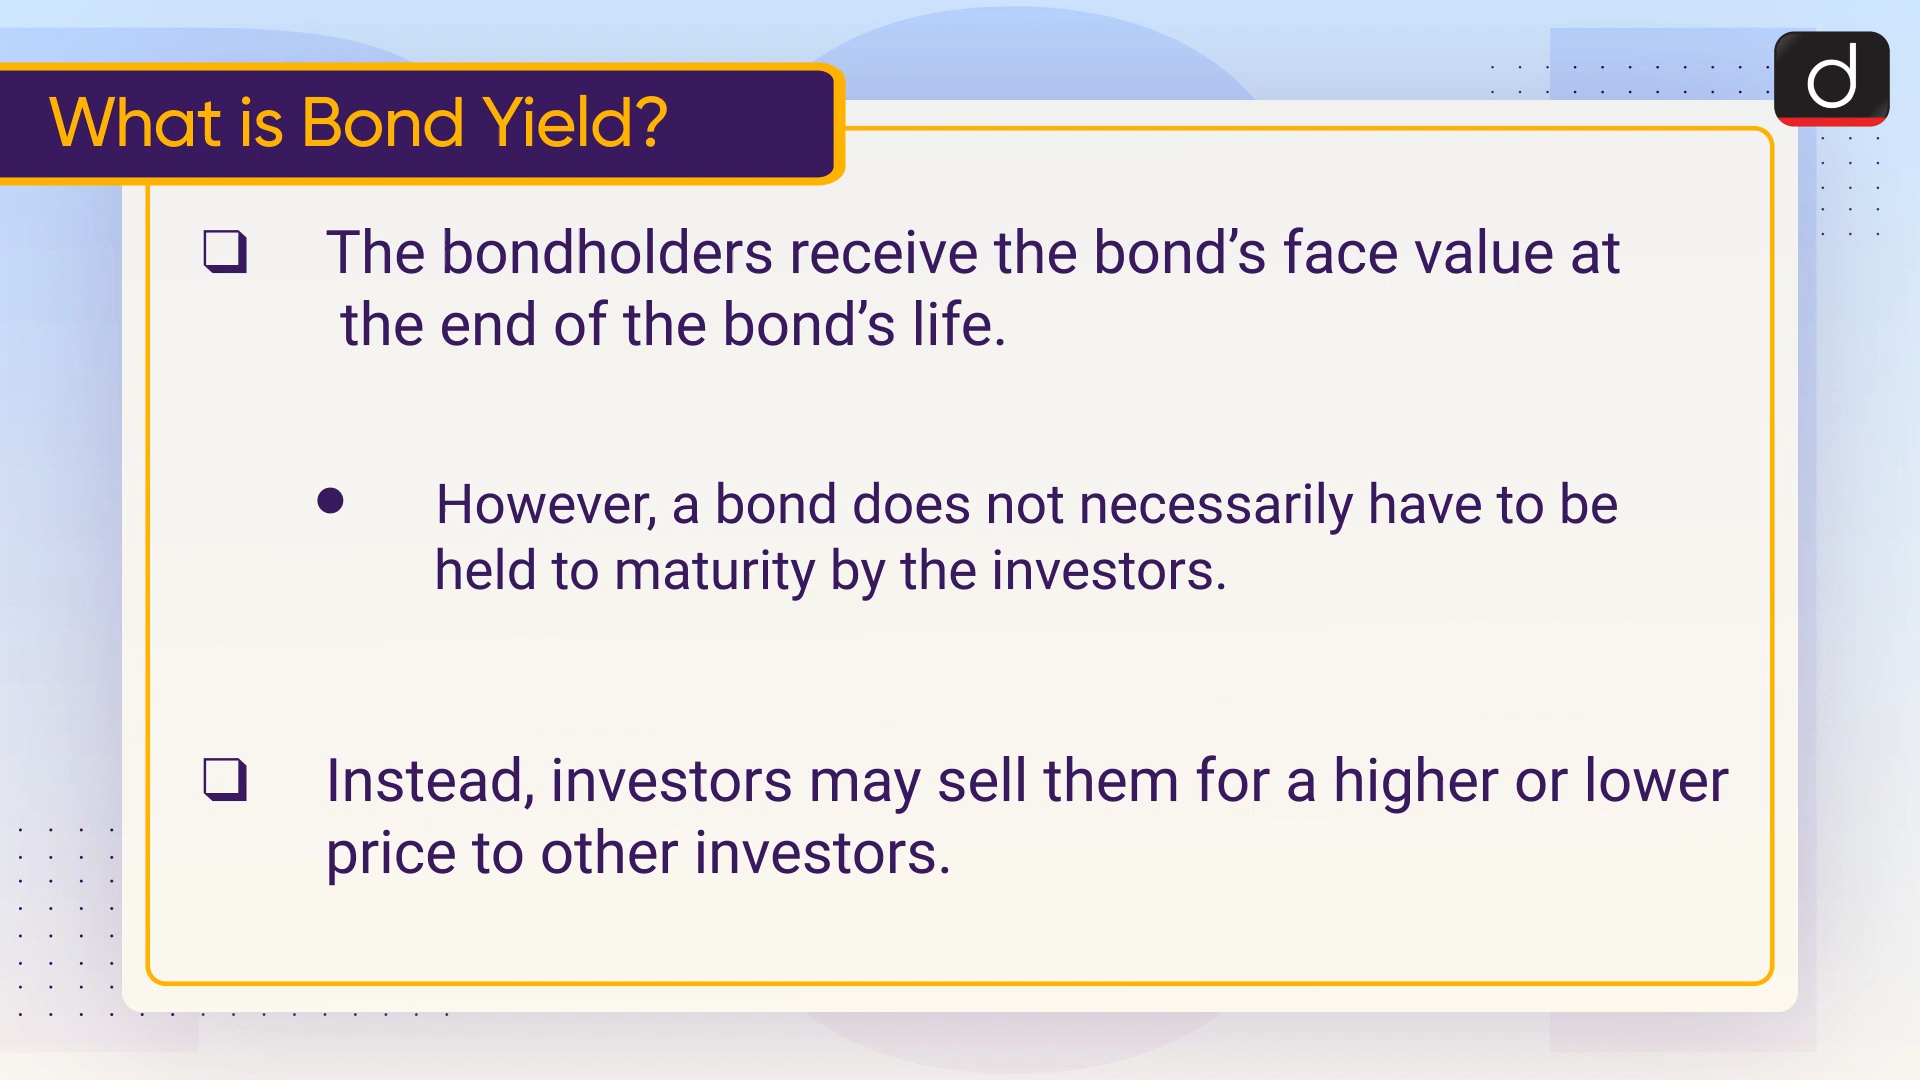 What is Bond Yield?
d
❑ The bondholders receive the bond’s face value at
the end of the bond’s life.
● However, a bond does not necessarily have to be
held to maturity by the investors.
❑ Instead, investors may sell them for a higher or lower
price to other investors.